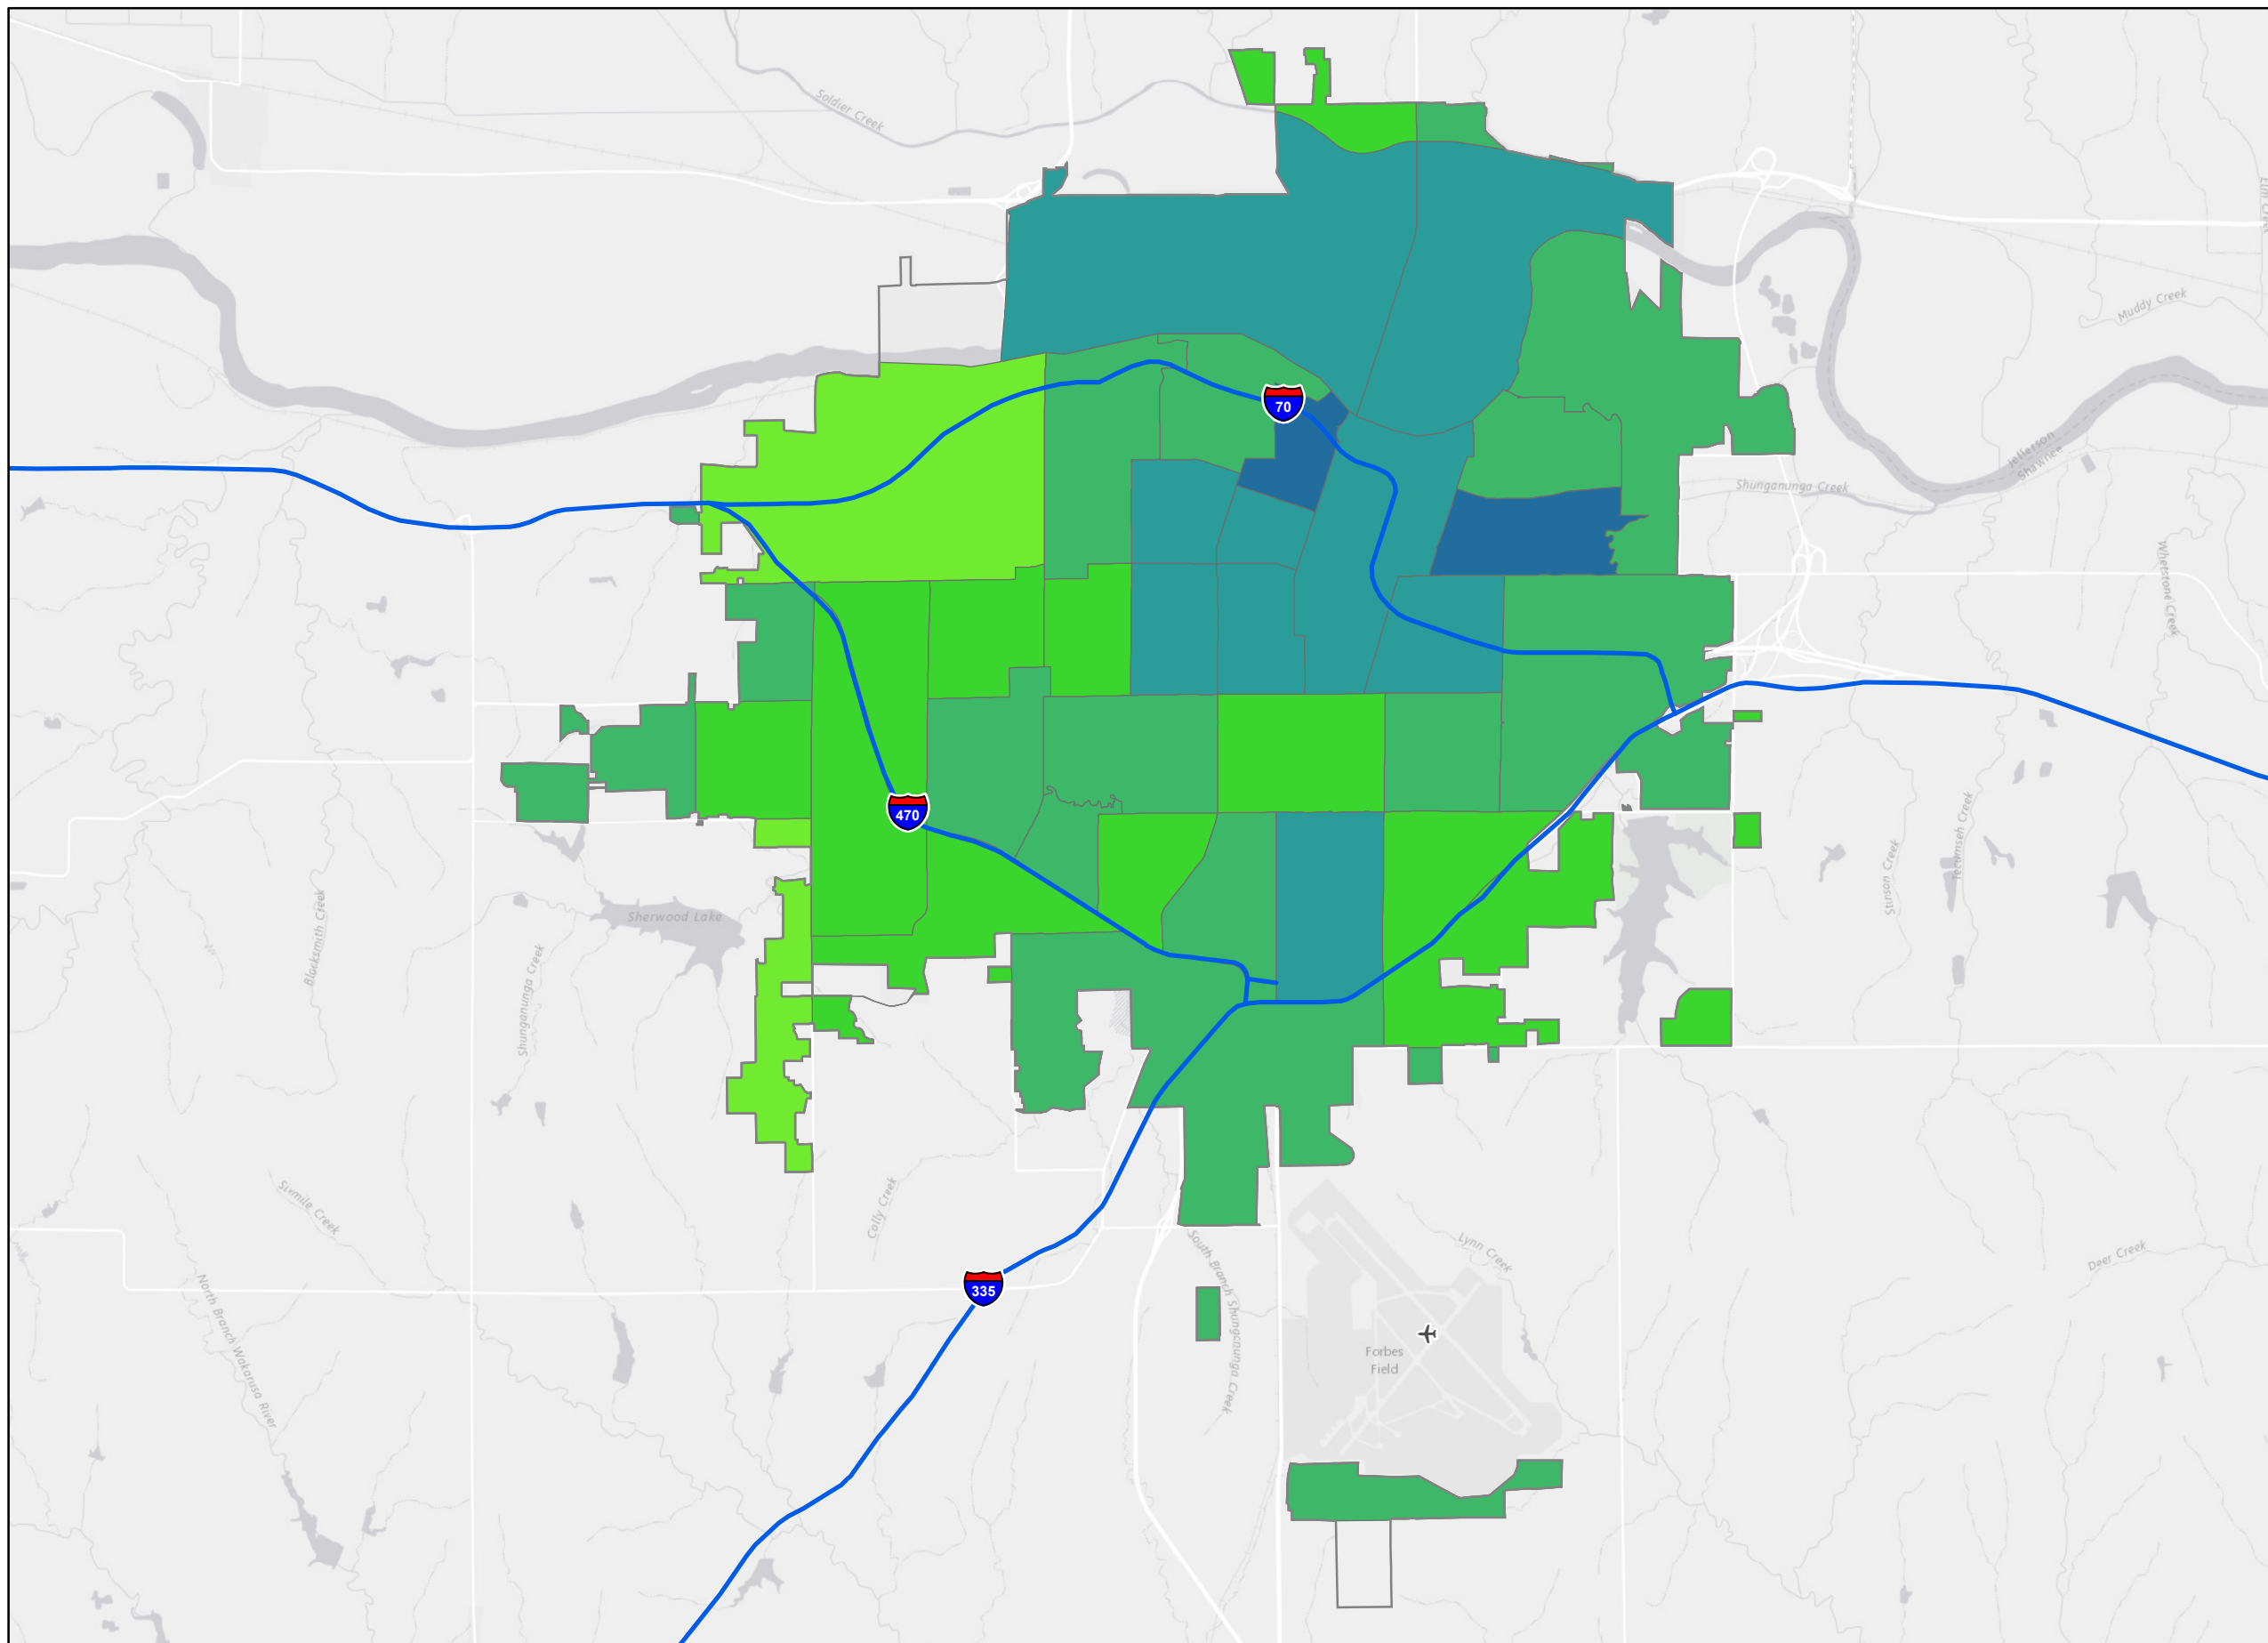 Soldier Creek
Elm Creek
Muddy Creek
70
Jefferson
Shawnee
Shunganunga Creek
Whetstone Creek
470
Sherwood Lake
Blacksmith Creek
Shunganunga Creek
Stinson Creek
Tecumseh Creek
Sixmile Creek
Colly Creek
South Branch Shunganunga Creek
Lynn Creek
Deer Creek
North Branch Wakarusa River
335
Forbes
Field